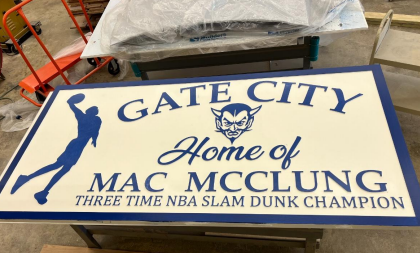 GATE CITY
Home of
MAC MCCLUNG
THREE TIME NBA SLAM DUNK CHAMPION